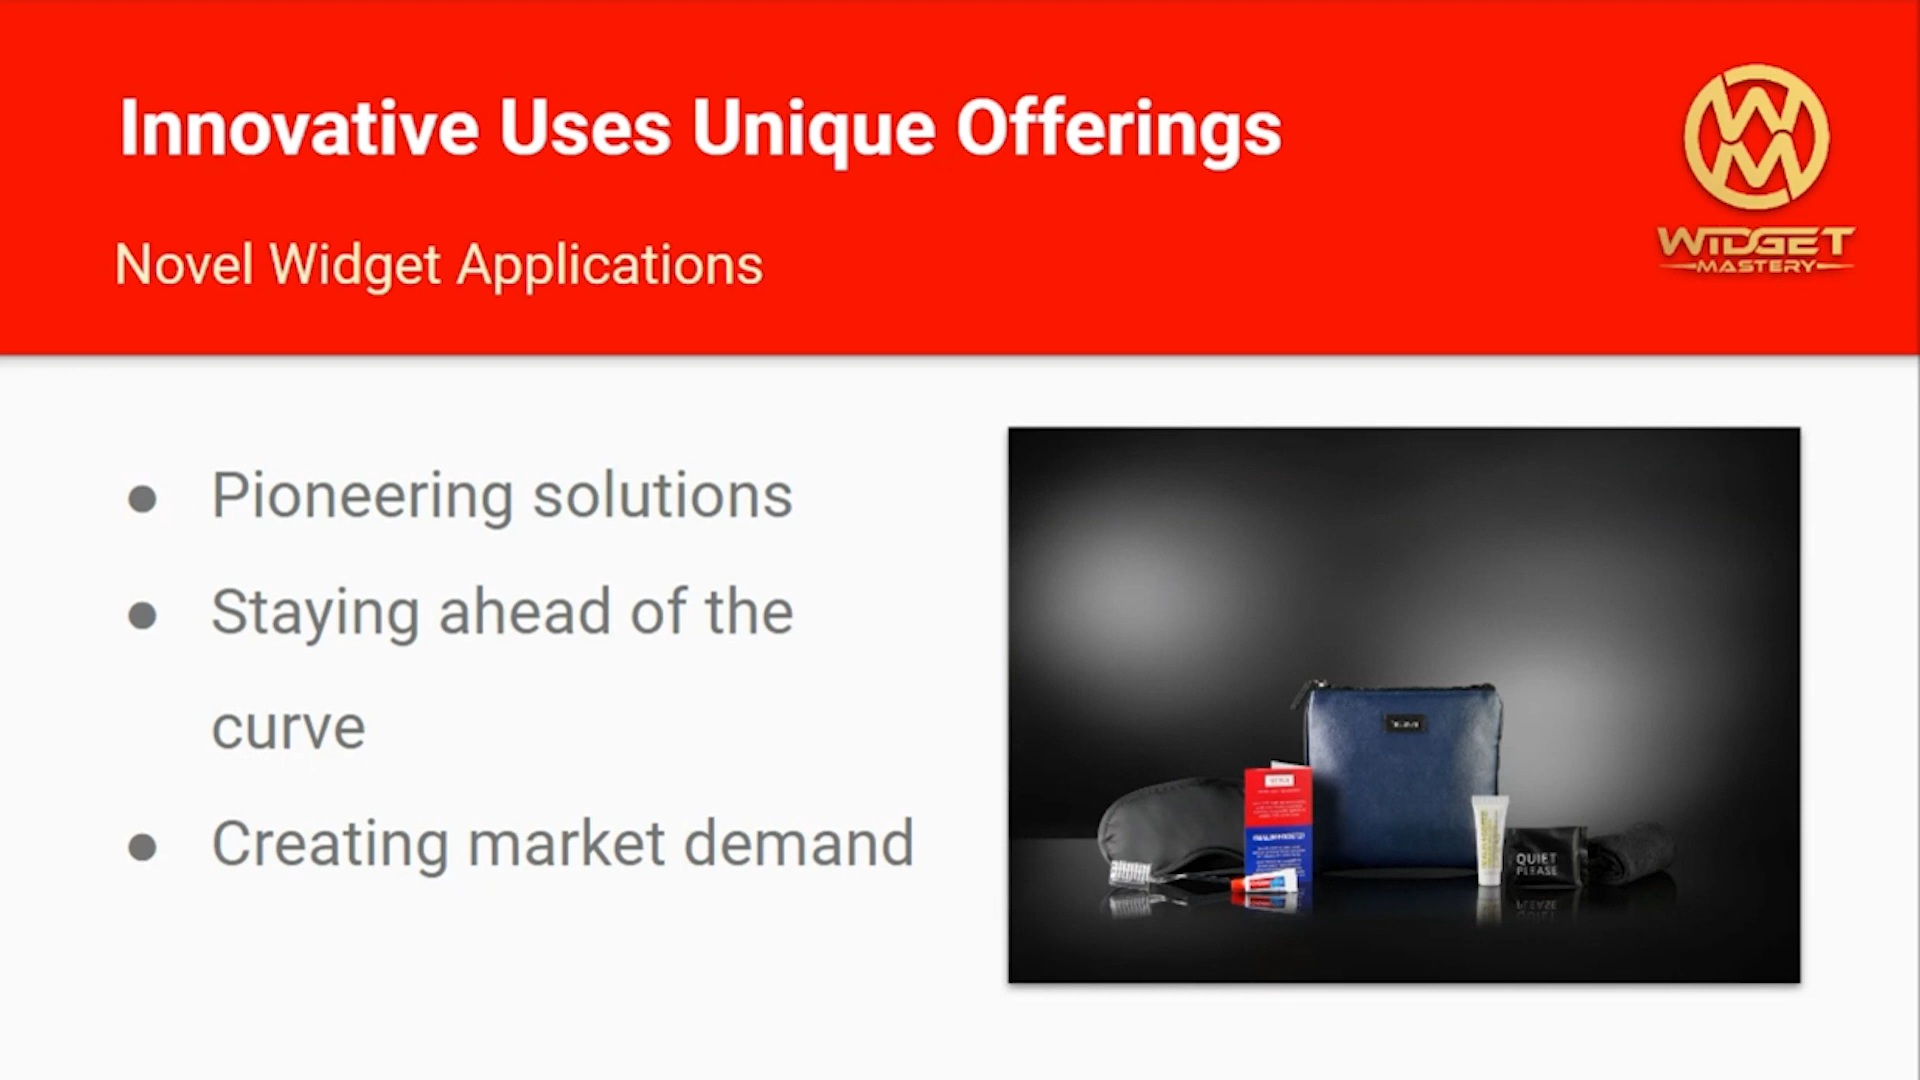 Innovative Uses Unique Offerings
Novel Widget Applications
WIDGET
MASTERY
● Pioneering solutions
● Staying ahead of the
curve
● Creating market demand
QUIET
PLEASE